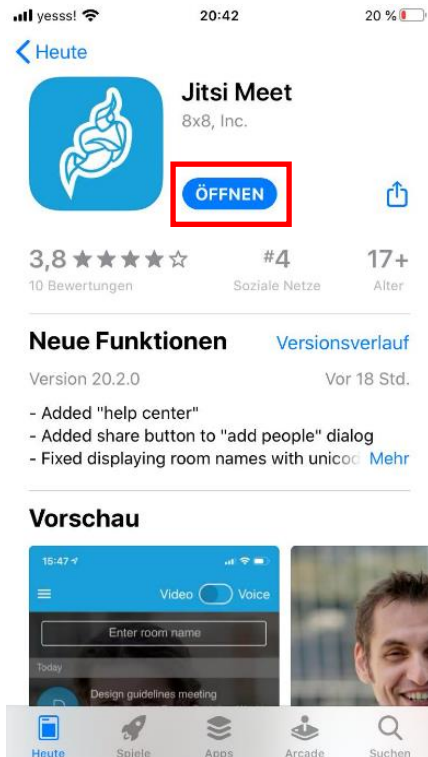 yesss! 20:42 20 %
Heute
Jitsi Meet
8x8, Inc.
ÖFFNEN
3,8 #4 17+
10 Bewertungen Soziale Netze Alter
Neue Funktionen Versionsverlauf
Version 20.2.0 Vor 18 Std.
- Added "help center"
- Added share button to "add people" dialog
- Fixed displaying room names with unicod Mehr
Vorschau
15:47
Video Voice
Enter room name
Today
D Design guidelines meeting
Heute Spiele Apps Arcade Suchen